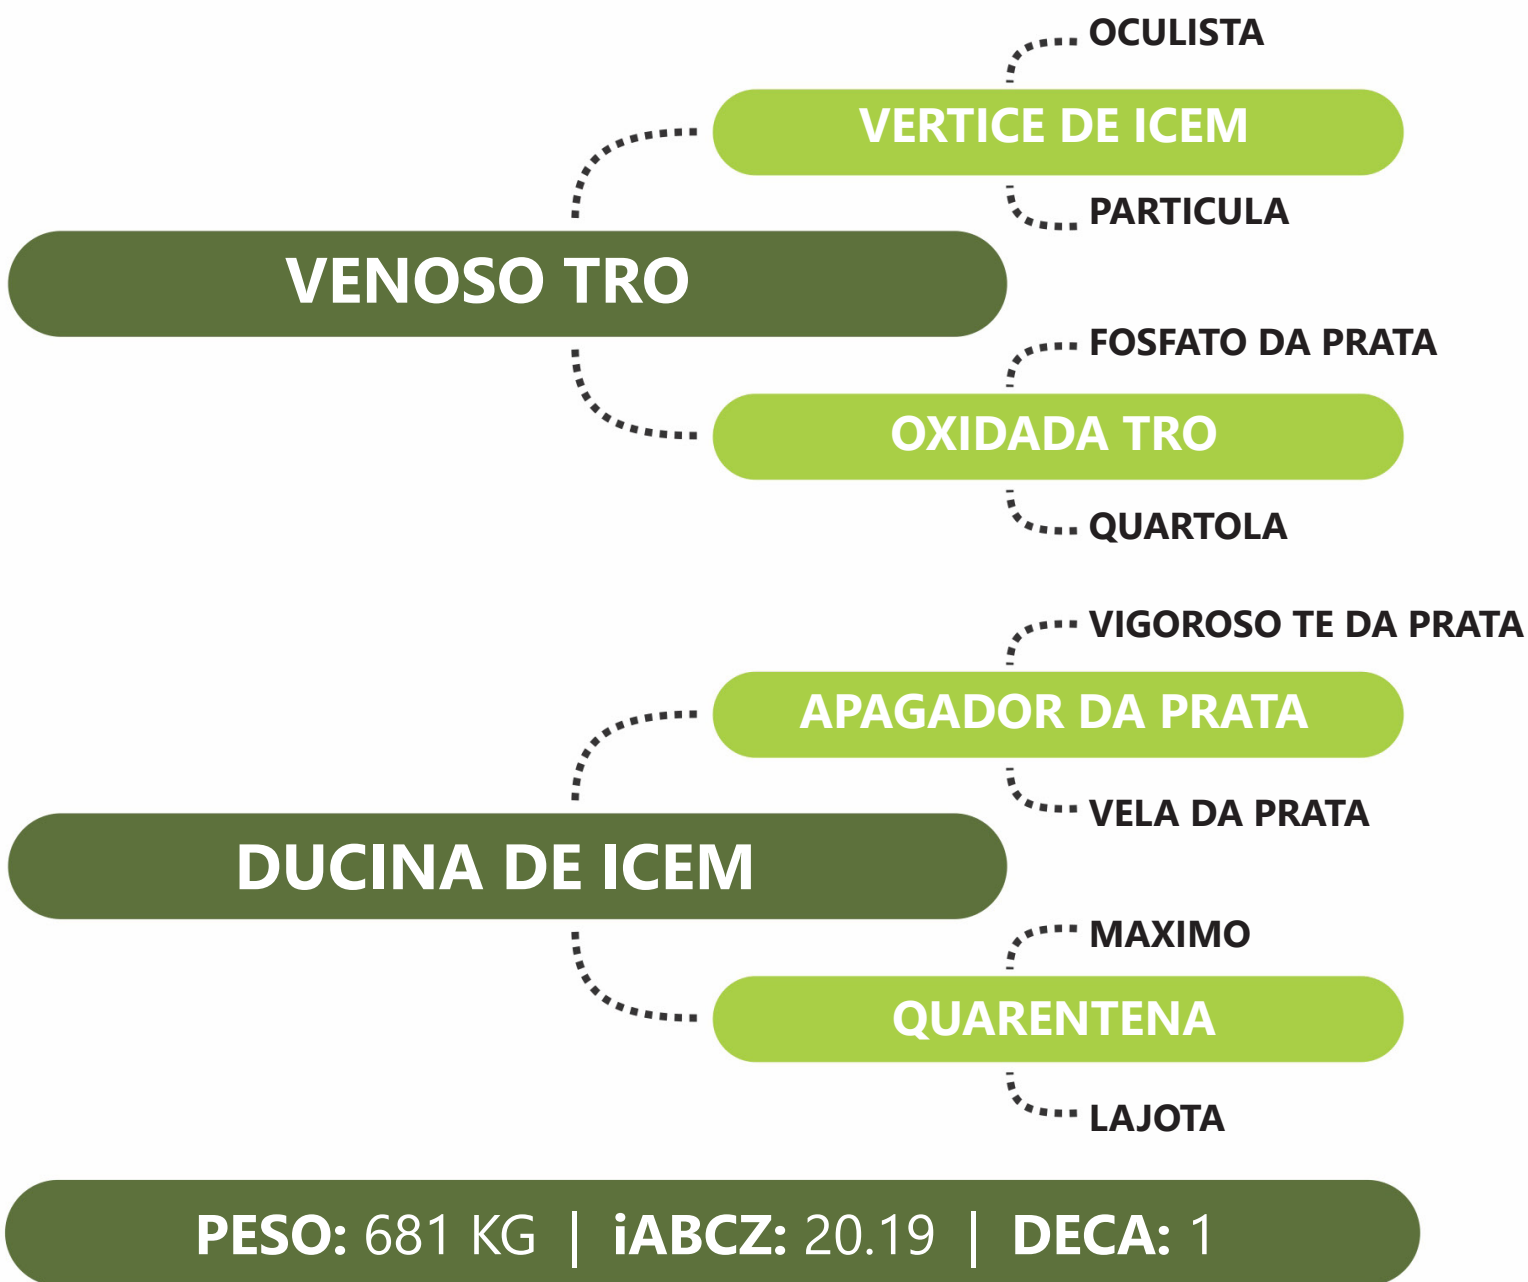 OCULISTA
VERTICE DE ICEM
PARTICULA
VENOSO TRO
FOSFATO DA PRATA
OXIDADA TRO
QUARTOLA
VIGOROSO TE DA PRATA
APAGADOR DA PRATA
VELA DA PRATA
DUCINA DE ICEM
MAXIMO
QUARENTENA
LAJOTA
PESO: 681 KG | iABCZ: 20.19 | DECA: 1